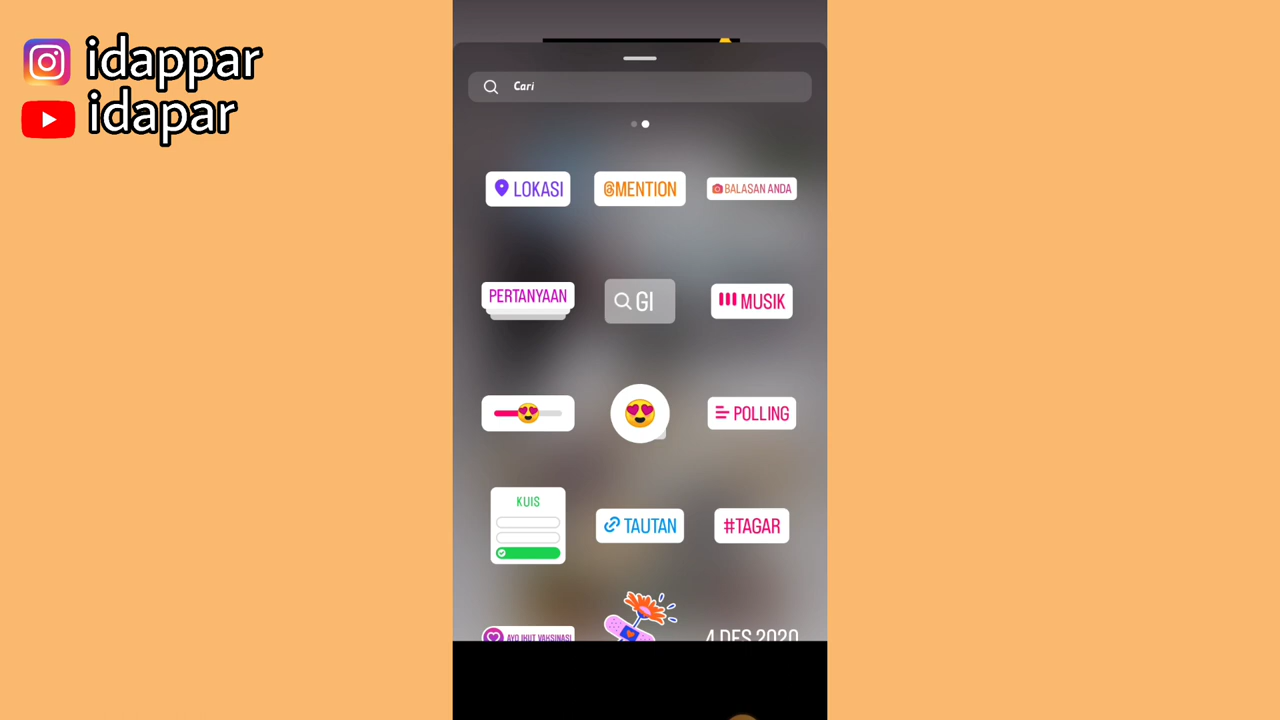 idappar
idapar
Cari
LOKASI
@MENTION
BALASAN ANDA
PERTANYAAN
GI
MUSIK
POLLING
KUIS
TAUTAN
#TAGAR
AYO IKUT VAKSINASI
4 DES 2020